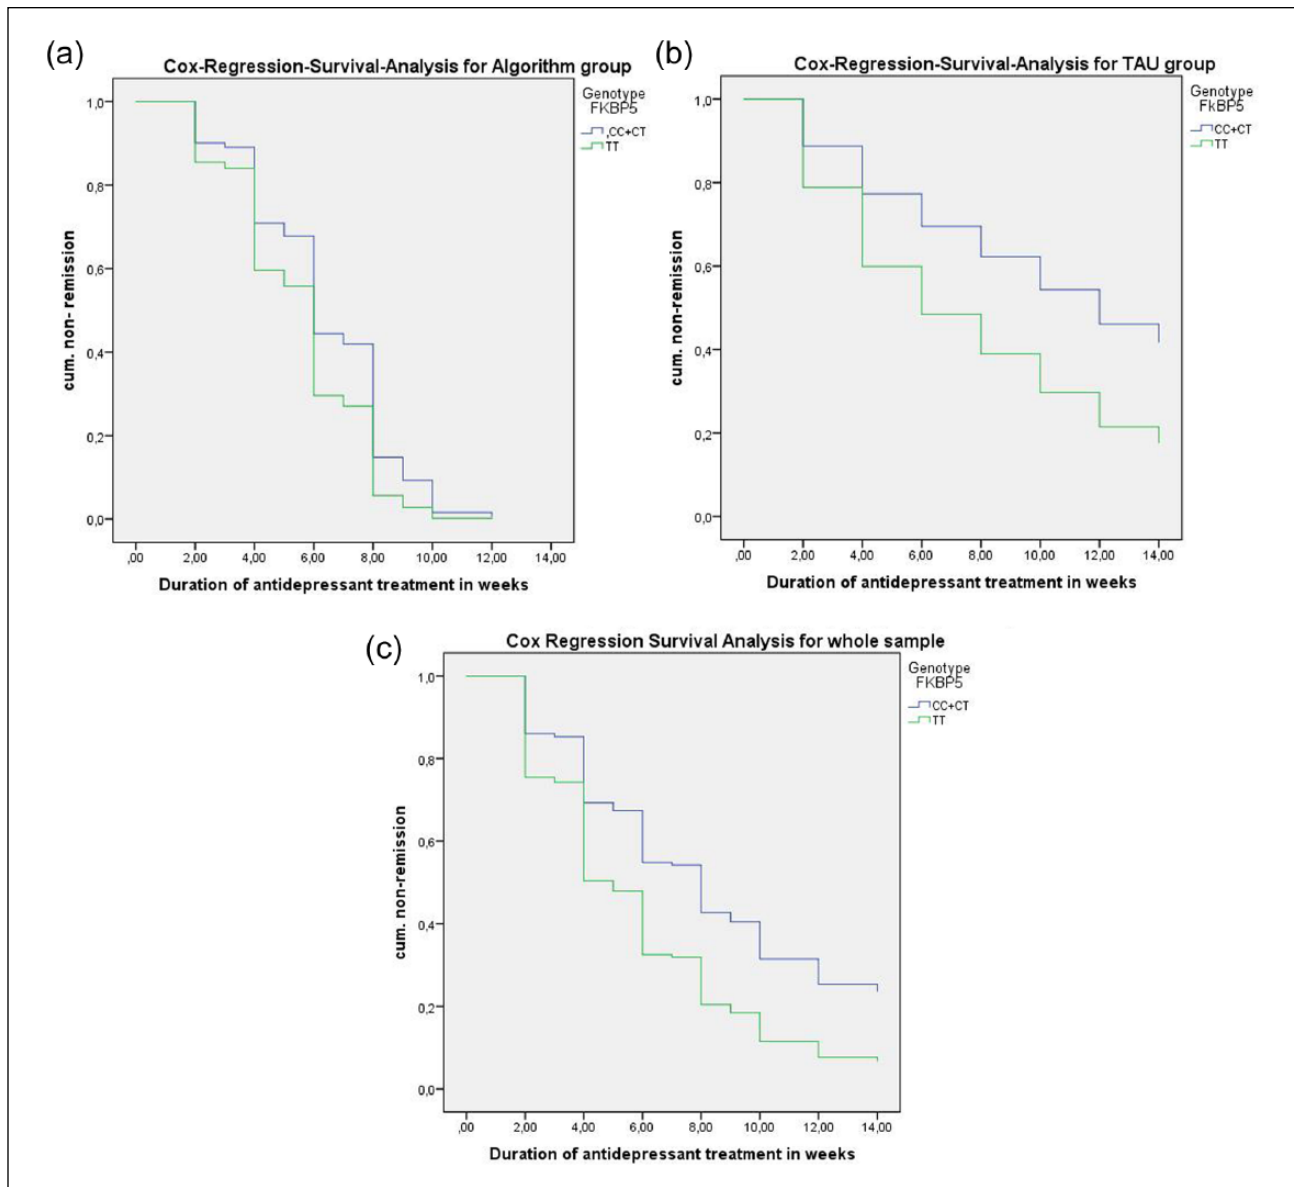 (a)
Cox-Regression-Survival-Analysis for Algorithm group
Genotype
FKBP5
,CC+CT
TT
1,0
0,8
0,6
0,4
0,2
0,0
cum. non- remission
,00 2,00 4,00 6,00 8,00 10,00 12,00 14,00
Duration of antidepressant treatment in weeks
(b)
Cox-Regression-Survival-Analysis for TAU group
Genotype
FkBP5
CC+CT
TT
1,0
0,8
0,6
0,4
0,2
0,0
cum. non-remission
,00 2,00 4,00 6,00 8,00 10,00 12,00 14,00
Duration of antidepressant treatment in weeks
(c)
Cox Regression Survival Analysis for whole sample
Genotype
FKBP5
CC+CT
TT
1,0
0,8
0,6
0,4
0,2
0,0
cum. non-remission
,00 2,00 4,00 6,00 8,00 10,00 12,00 14,00
Duration of antidepressant treatment in weeks